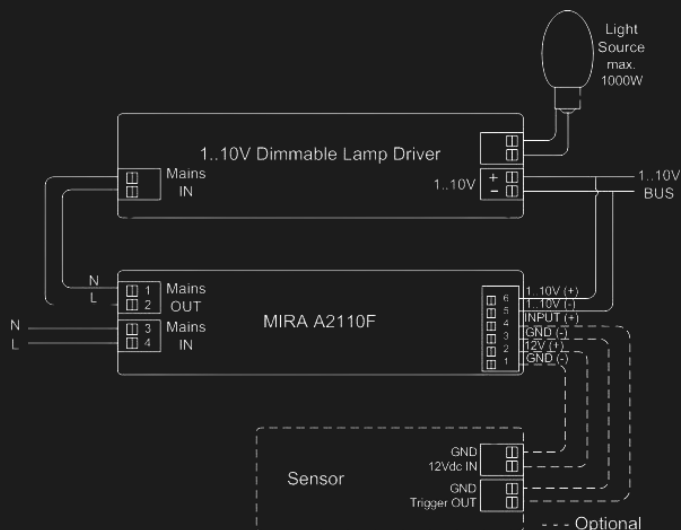 Light
Source
max.
1000W
1..10V Dimmable Lamp Driver
Mains
IN
1..10V
+
-
1..10V
BUS
N
L
1 Mains
2 OUT
N
L
3 Mains
4 IN
MIRA A2110F
6 1..10V (+)
5 1..10V (-)
4 INPUT (+)
3 GND (-)
2 12V (+)
1 GND (-)
Sensor
GND
12Vdc IN
GND
Trigger OUT
--- Optional